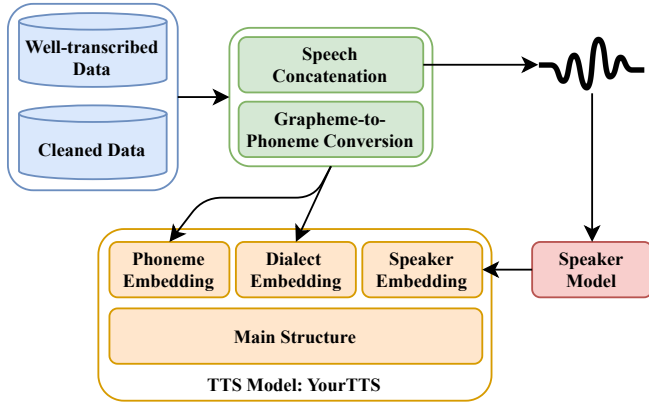 Well-transcribed
Data
Cleaned Data
Speech
Concatenation
Grapheme-to-
Phoneme Conversion
Phoneme
Embedding
Dialect
Embedding
Speaker
Embedding
Speaker
Model
Main Structure
TTS Model: YourTTS